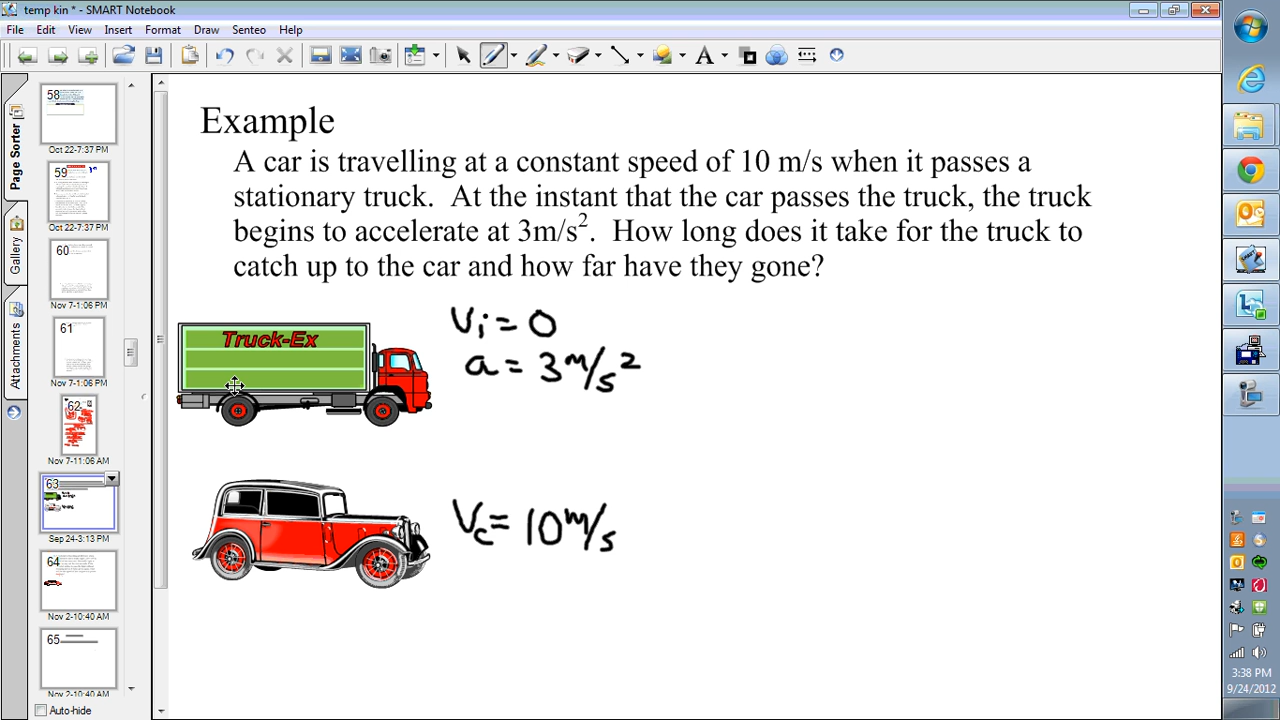 temp kin * - SMART Notebook
File Edit View Insert Format Draw Senteo Help
Page Sorter
Gallery
Attachments
58
Oct 22-7:37 PM
59
Oct 22-7:37 PM
60
Nov 7-1:06 PM
61
Nov 7-1:06 PM
62
Nov 7-11:06 AM
63
Sep 24-3:13 PM
64
Nov 2-10:40 AM
65
Nov 2-10:40 AM
Auto-hide
Example
A car is travelling at a constant speed of 10 m/s when it passes a
stationary truck. At the instant that the car passes the truck, the truck
begins to accelerate at 3m/s². How long does it take for the truck to
catch up to the car and how far have they gone?
Truck-Ex
Vi = 0
a = 3 m/s²
Vc = 10 m/s
3:38 PM
9/24/2012